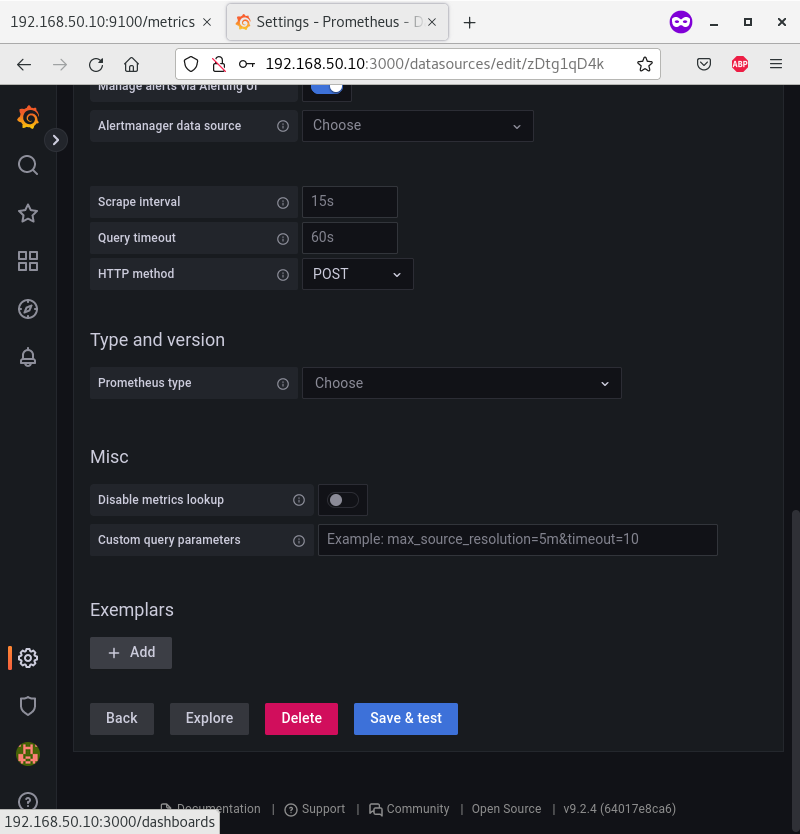 192.168.50.10:9100/metrics
Settings - Prometheus - D
192.168.50.10:3000/datasources/edit/zDtg1qD4k
ABP
Manage alerts via Alerting UI
Alertmanager data source
Choose
Scrape interval
15s
Query timeout
60s
HTTP method
POST
Type and version
Prometheus type
Choose
Misc
Disable metrics lookup
Custom query parameters
Example: max_source_resolution=5m&timeout=10
Exemplars
+ Add
Back
Explore
Delete
Save & test
Documentation | Support | Community | Open Source | v9.2.4 (64017e8ca6)
192.168.50.10:3000/dashboards